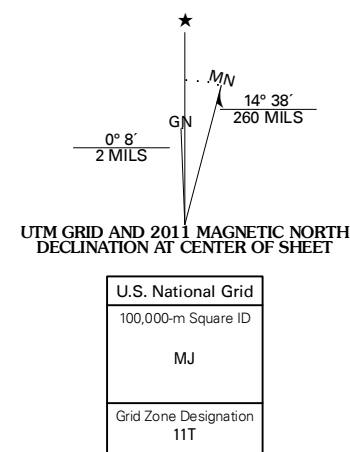 ★
MN
GN
14° 38´
260 MILS
0° 8´
2 MILS
UTM GRID AND 2011 MAGNETIC NORTH
DECLINATION AT CENTER OF SHEET
U.S. National Grid
100,000-m Square ID
MJ
Grid Zone Designation
11T